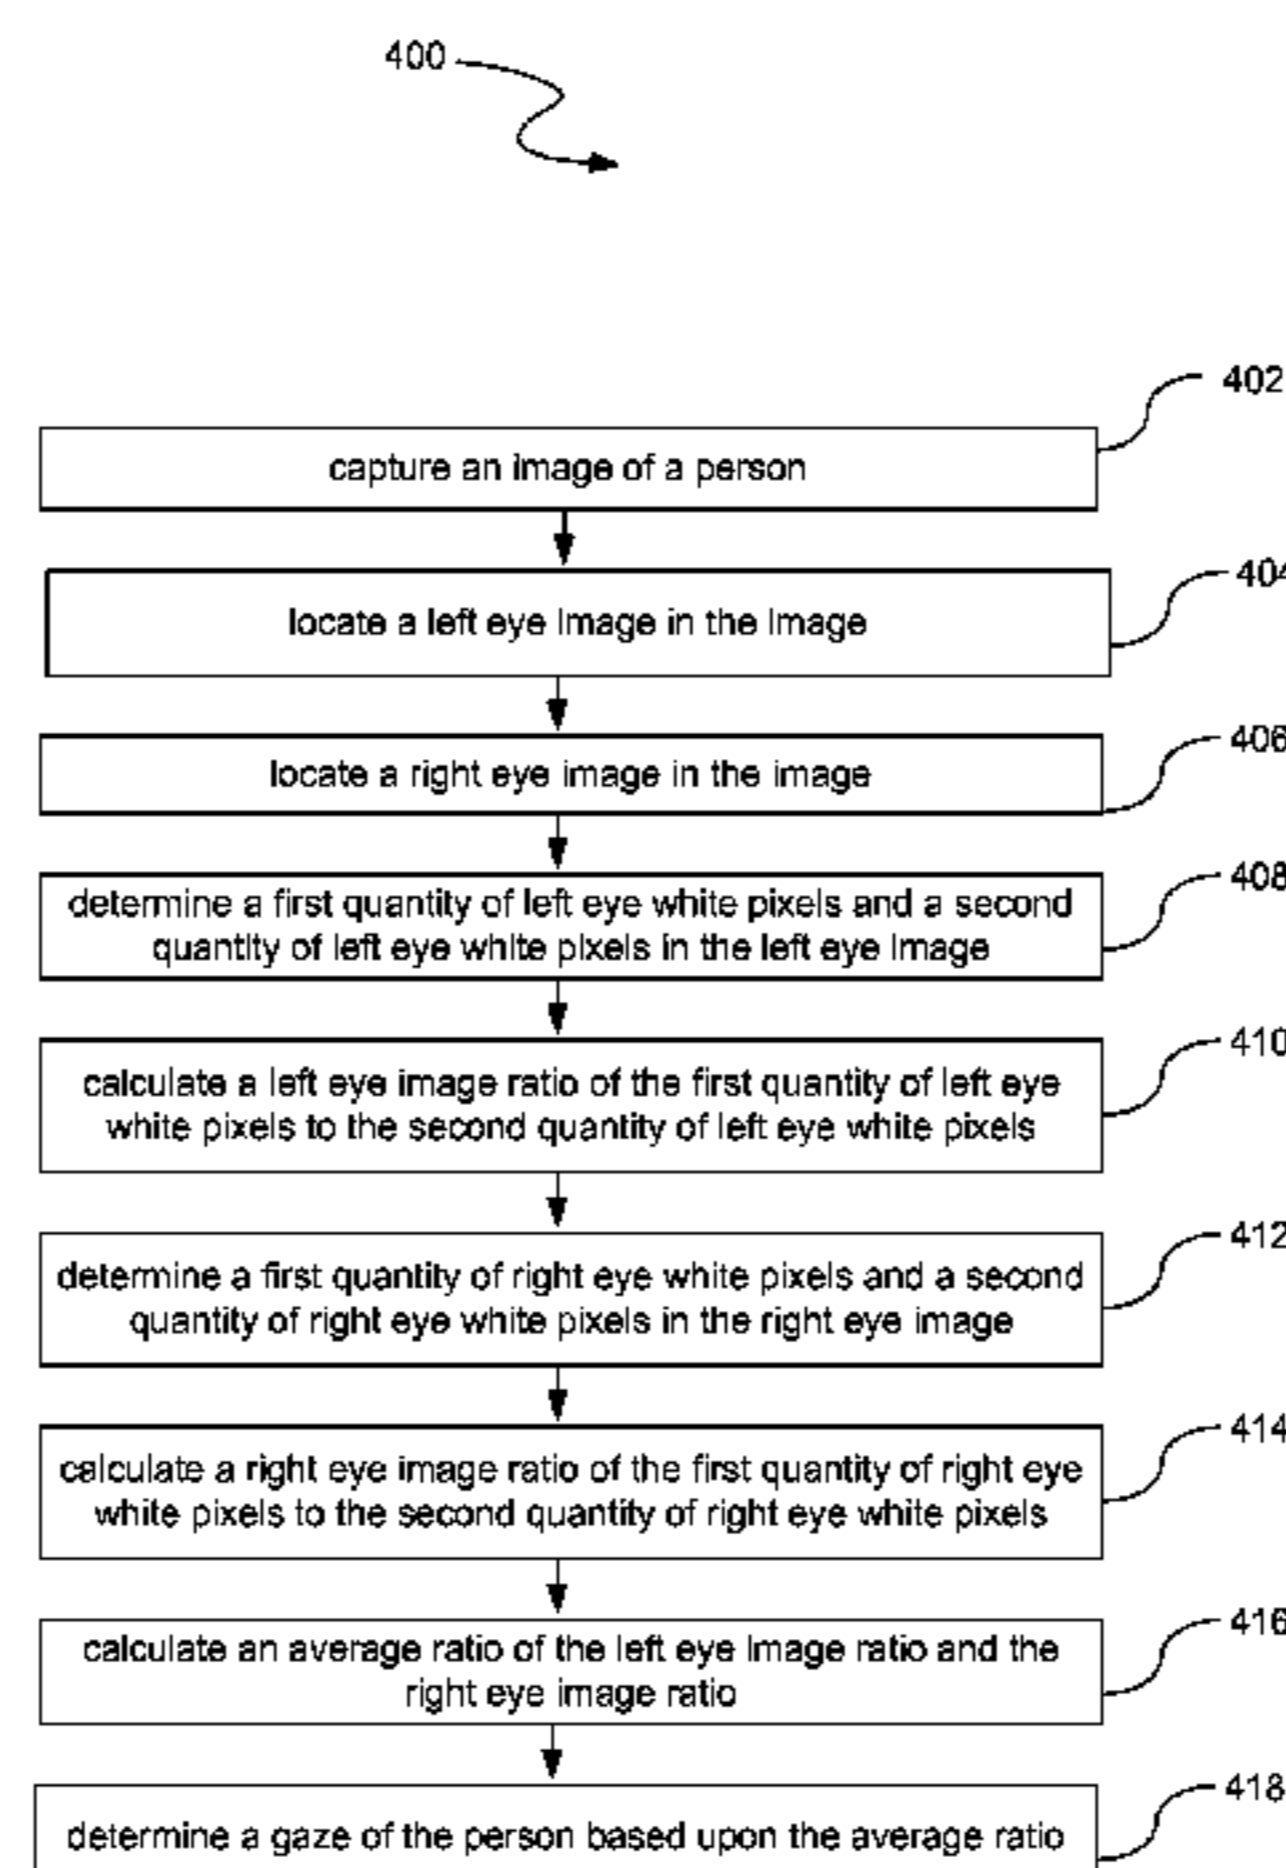 400
402
capture an image of a person
404
locate a left eye image in the image
406
locate a right eye image in the image
408
determine a first quantity of left eye white pixels and a second
quantity of left eye white pixels in the left eye image
410
calculate a left eye image ratio of the first quantity of left eye
white pixels to the second quantity of left eye white pixels
412
determine a first quantity of right eye white pixels and a second
quantity of right eye white pixels in the right eye image
414
calculate a right eye image ratio of the first quantity of right eye
white pixels to the second quantity of right eye white pixels
416
calculate an average ratio of the left eye image ratio and the
right eye image ratio
418
determine a gaze of the person based upon the average ratio